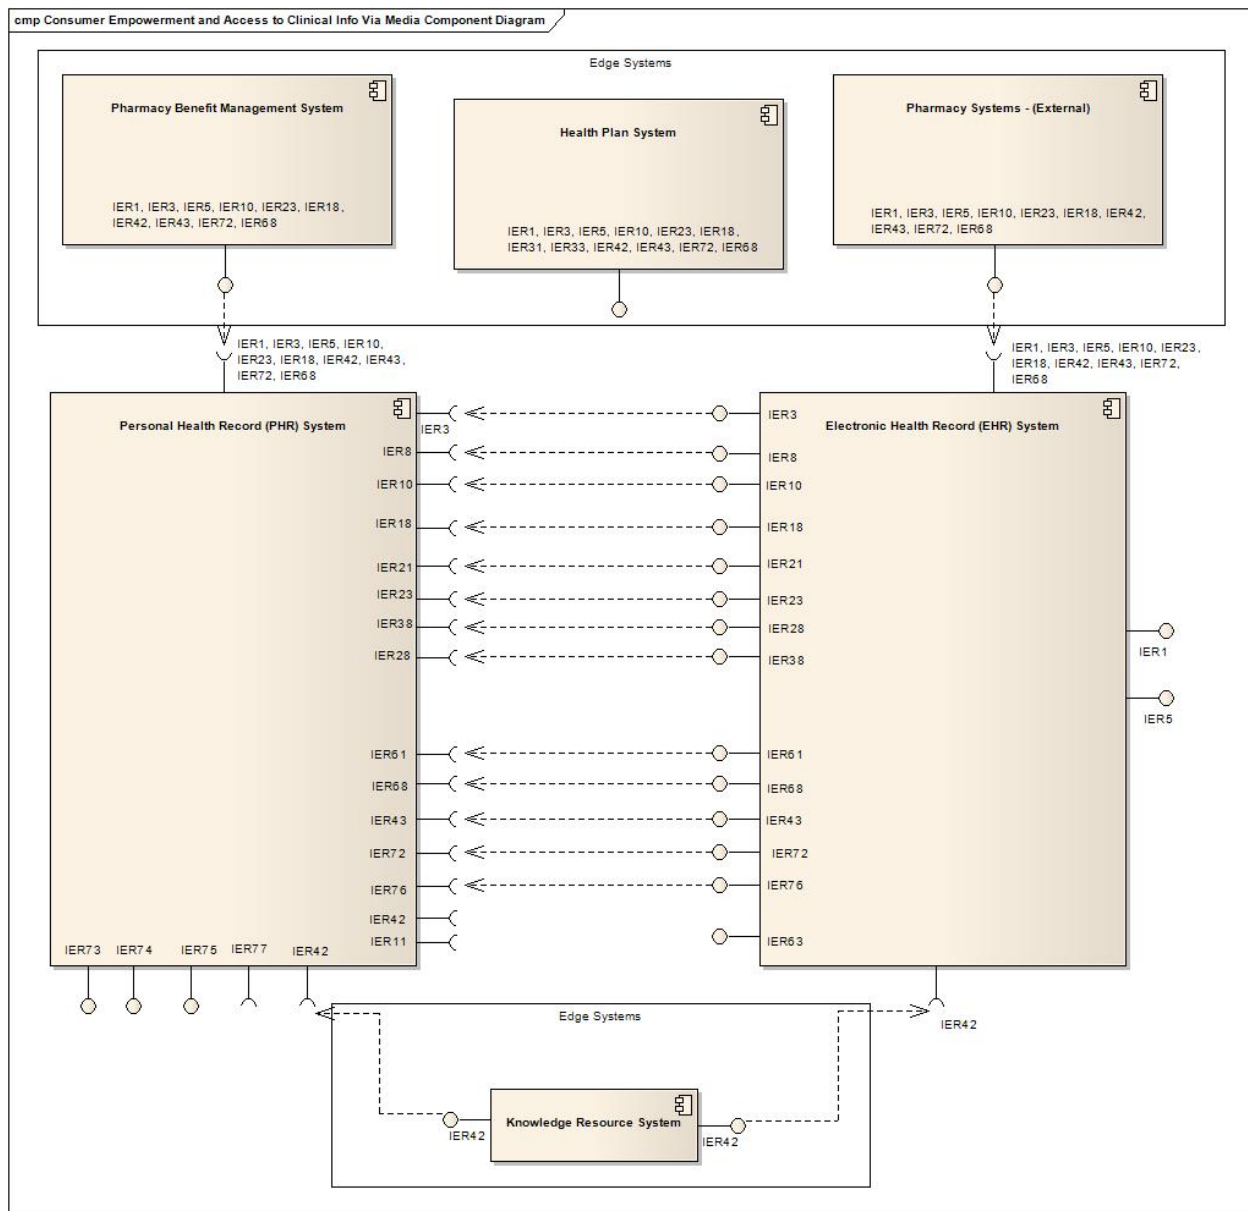 cmp Consumer Empowerment and Access to Clinical Info Via Media Component Diagram
Edge Systems
Pharmacy Benefit Management System
IER1, IER3, IER5, IER10, IER23, IER18,
IER42, IER43, IER72, IER68
Health Plan System
IER1, IER3, IER5, IER10, IER23, IER18,
IER31, IER33, IER42, IER43, IER72, IER68
Pharmacy Systems - (External)
IER1, IER3, IER5, IER10, IER23, IER18, IER42,
IER43, IER72, IER68
IER1, IER3, IER5, IER10,
IER23, IER18, IER42, IER43,
IER72, IER68
IER1, IER3, IER5, IER10, IER23,
IER18, IER42, IER43, IER72,
IER68
Personal Health Record (PHR) System
IER3
IER8
IER10
IER18
IER21
IER23
IER38
IER28
IER61
IER68
IER43
IER72
IER76
IER42
IER11
IER73
IER74
IER75
IER77
IER42
Electronic Health Record (EHR) System
IER3
IER8
IER10
IER18
IER21
IER23
IER28
IER38
IER61
IER68
IER43
IER72
IER76
IER63
IER1
IER5
IER42
Edge Systems
Knowledge Resource System
IER42
IER42